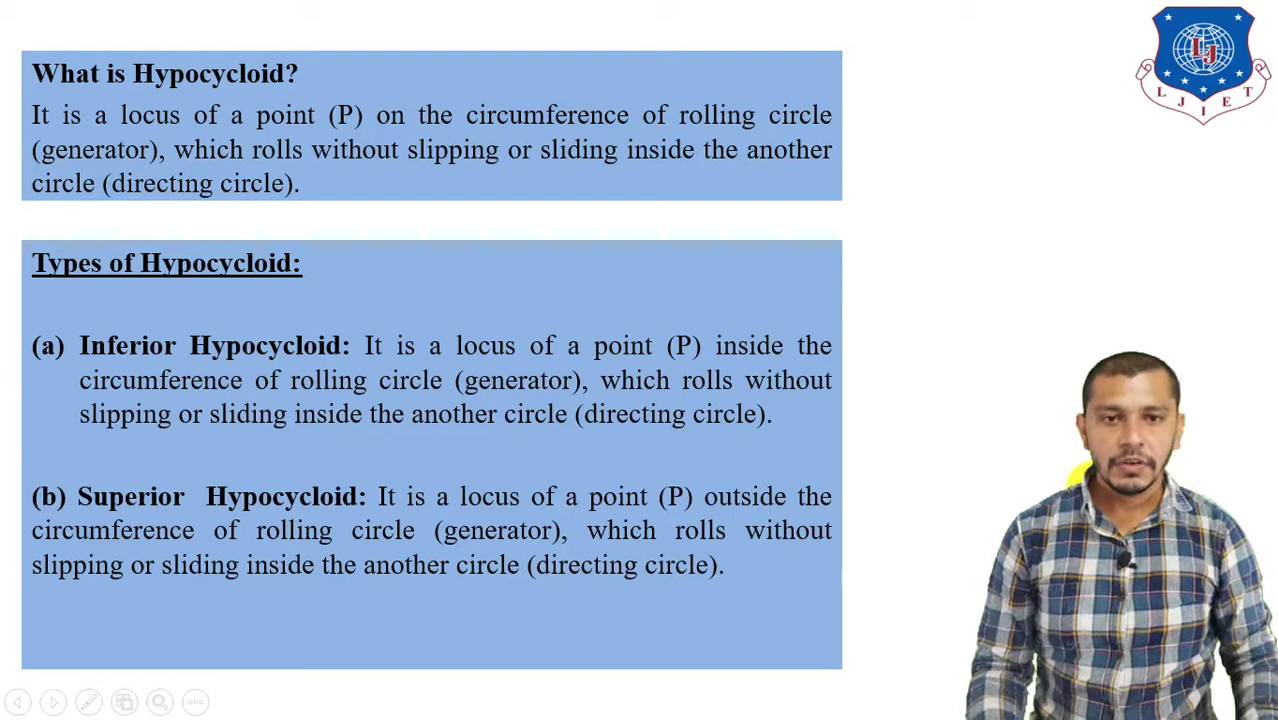 What is Hypocycloid?
It is a locus of a point (P) on the circumference of rolling circle
(generator), which rolls without slipping or sliding inside the another
circle (directing circle).
Types of Hypocycloid:
(a) Inferior Hypocycloid: It is a locus of a point (P) inside the
circumference of rolling circle (generator), which rolls without
slipping or sliding inside the another circle (directing circle).
(b) Superior Hypocycloid: It is a locus of a point (P) outside the
circumference of rolling circle (generator), which rolls without
slipping or sliding inside the another circle (directing circle).
LJ
LJIET